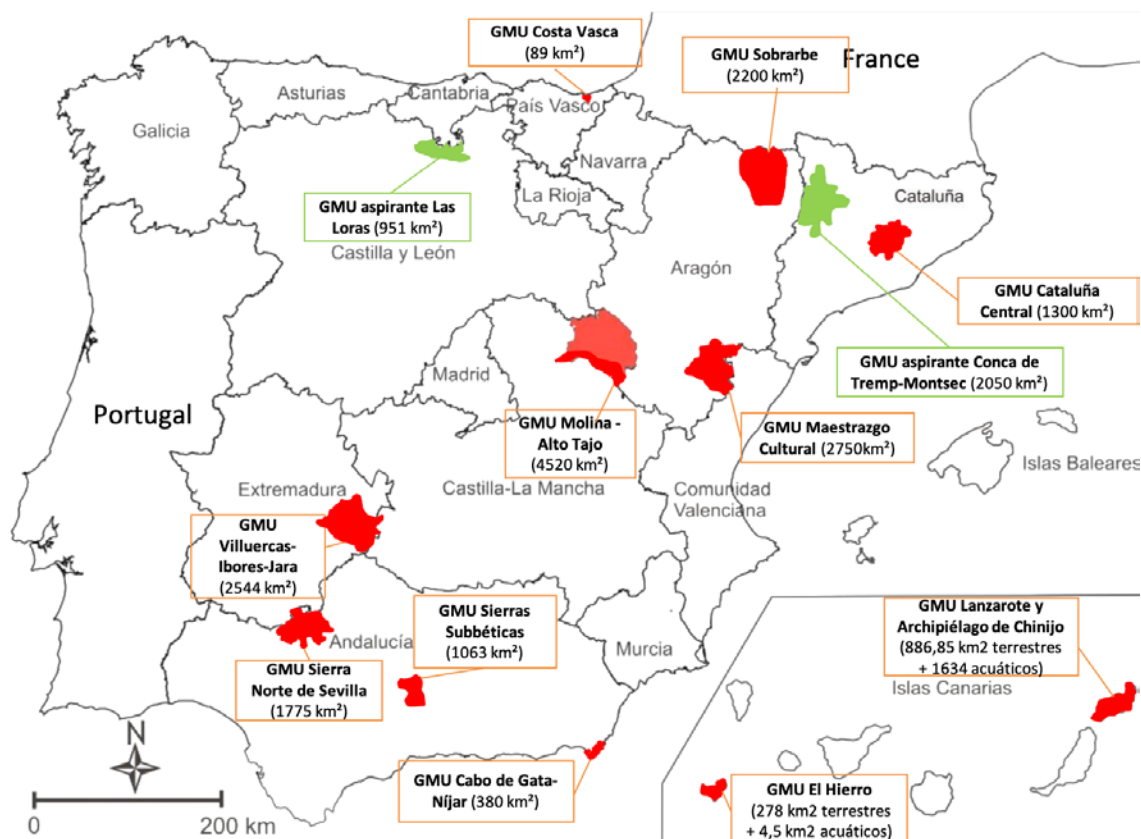 GMU Costa Vasca
(89 km²)
GMU Sobrarbe
(2200 km²)
France
Asturias
Cantabria
País Vasco
Galicia
Navarra
La Rioja
GMU aspirante Las
Loras (951 km²)
Castilla y León
Cataluña
Aragón
GMU Cataluña
Central (1300 km²)
GMU aspirante Conca de
Tremp-Montsec (2050 km²)
Madrid
Portugal
GMU Molina -
Alto Tajo
(4520 km²)
GMU Maestrazgo
Cultural (2750km²)
Islas Baleares
Extremadura
Castilla-La Mancha
Comunidad
Valenciana
GMU
Villuercas-
Ibores-Jara
(2544 km²)
GMU Sierras
Subbéticas
(1063 km²)
GMU Lanzarote y
Archipiélago de Chinijo
(886,85 km2 terrestres
+ 1634 acuáticos)
Andalucía
Murcia
GMU Sierra
Norte de Sevilla
(1775 km²)
Islas Canarias
N
GMU Cabo de Gata-
Níjar (380 km²)
GMU El Hierro
(278 km2 terrestres
+ 4,5 km2 acuáticos)
0
200 km